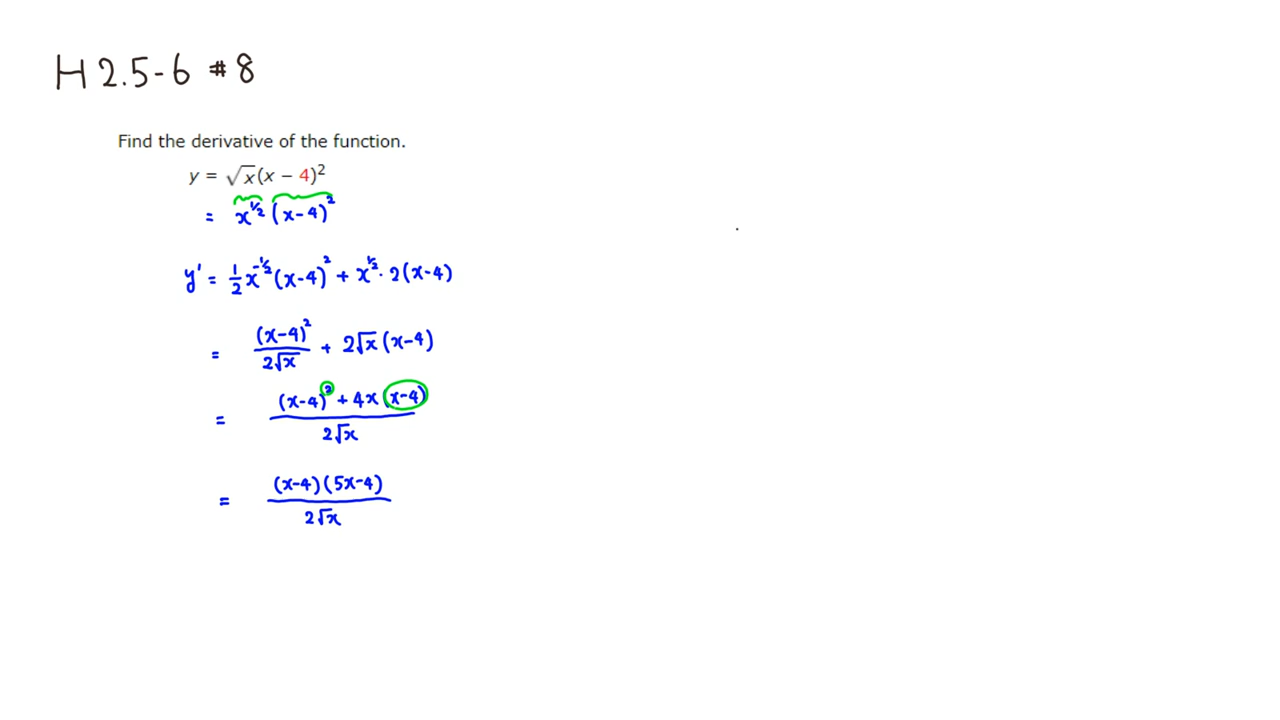 H 2.5-6 #8
Find the derivative of the function.
y = √x(x − 4)²
= x^½ (x-4)²
y' = ½x^-½ (x-4)² + x^½ · 2(x-4)
= (x-4)²/2√x + 2√x (x-4)
= (x-4)² + 4x (x-4)/2√x
= (x-4)(5x-4)/2√x